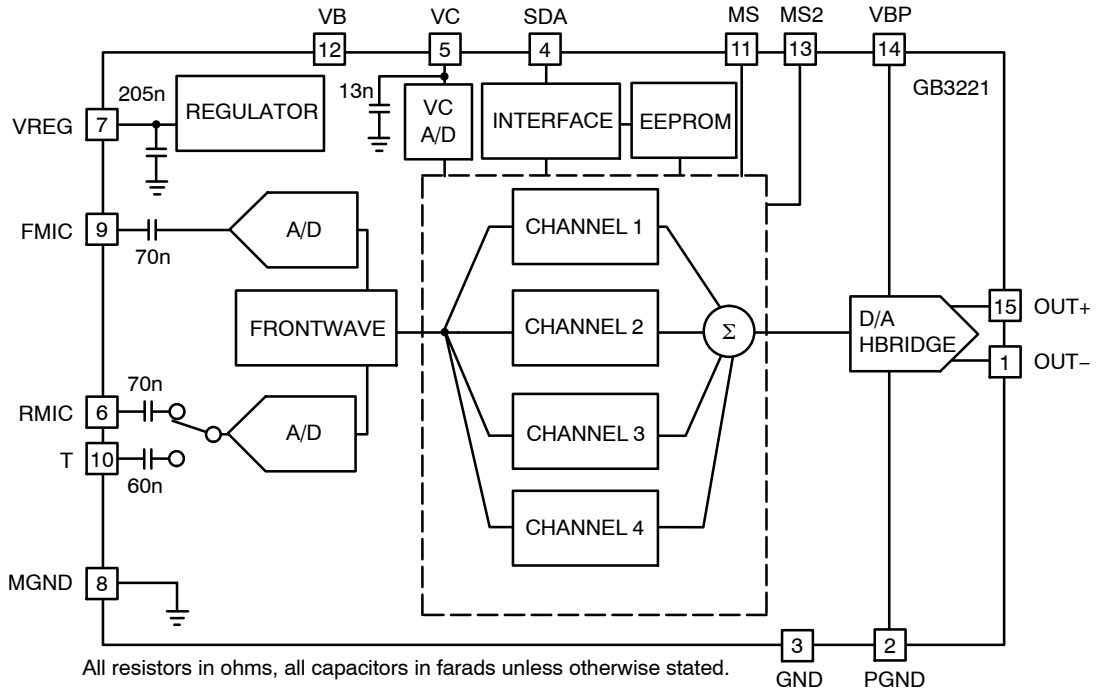 VB
VC
SDA
MS
MS2
VBP
12
5
4
11
13
14
GB3221
205n
REGULATOR
13n
VC
A/D
INTERFACE
EEPROM
VREG
7
FMIC
9
70n
A/D
CHANNEL 1
FRONTWAVE
CHANNEL 2
Σ
D/A
HBRIDGE
15
OUT+
1
OUT−
70n
RMIC
6
A/D
CHANNEL 3
T
10
60n
CHANNEL 4
MGND
8
3
2
GND
PGND
All resistors in ohms, all capacitors in farads unless otherwise stated.